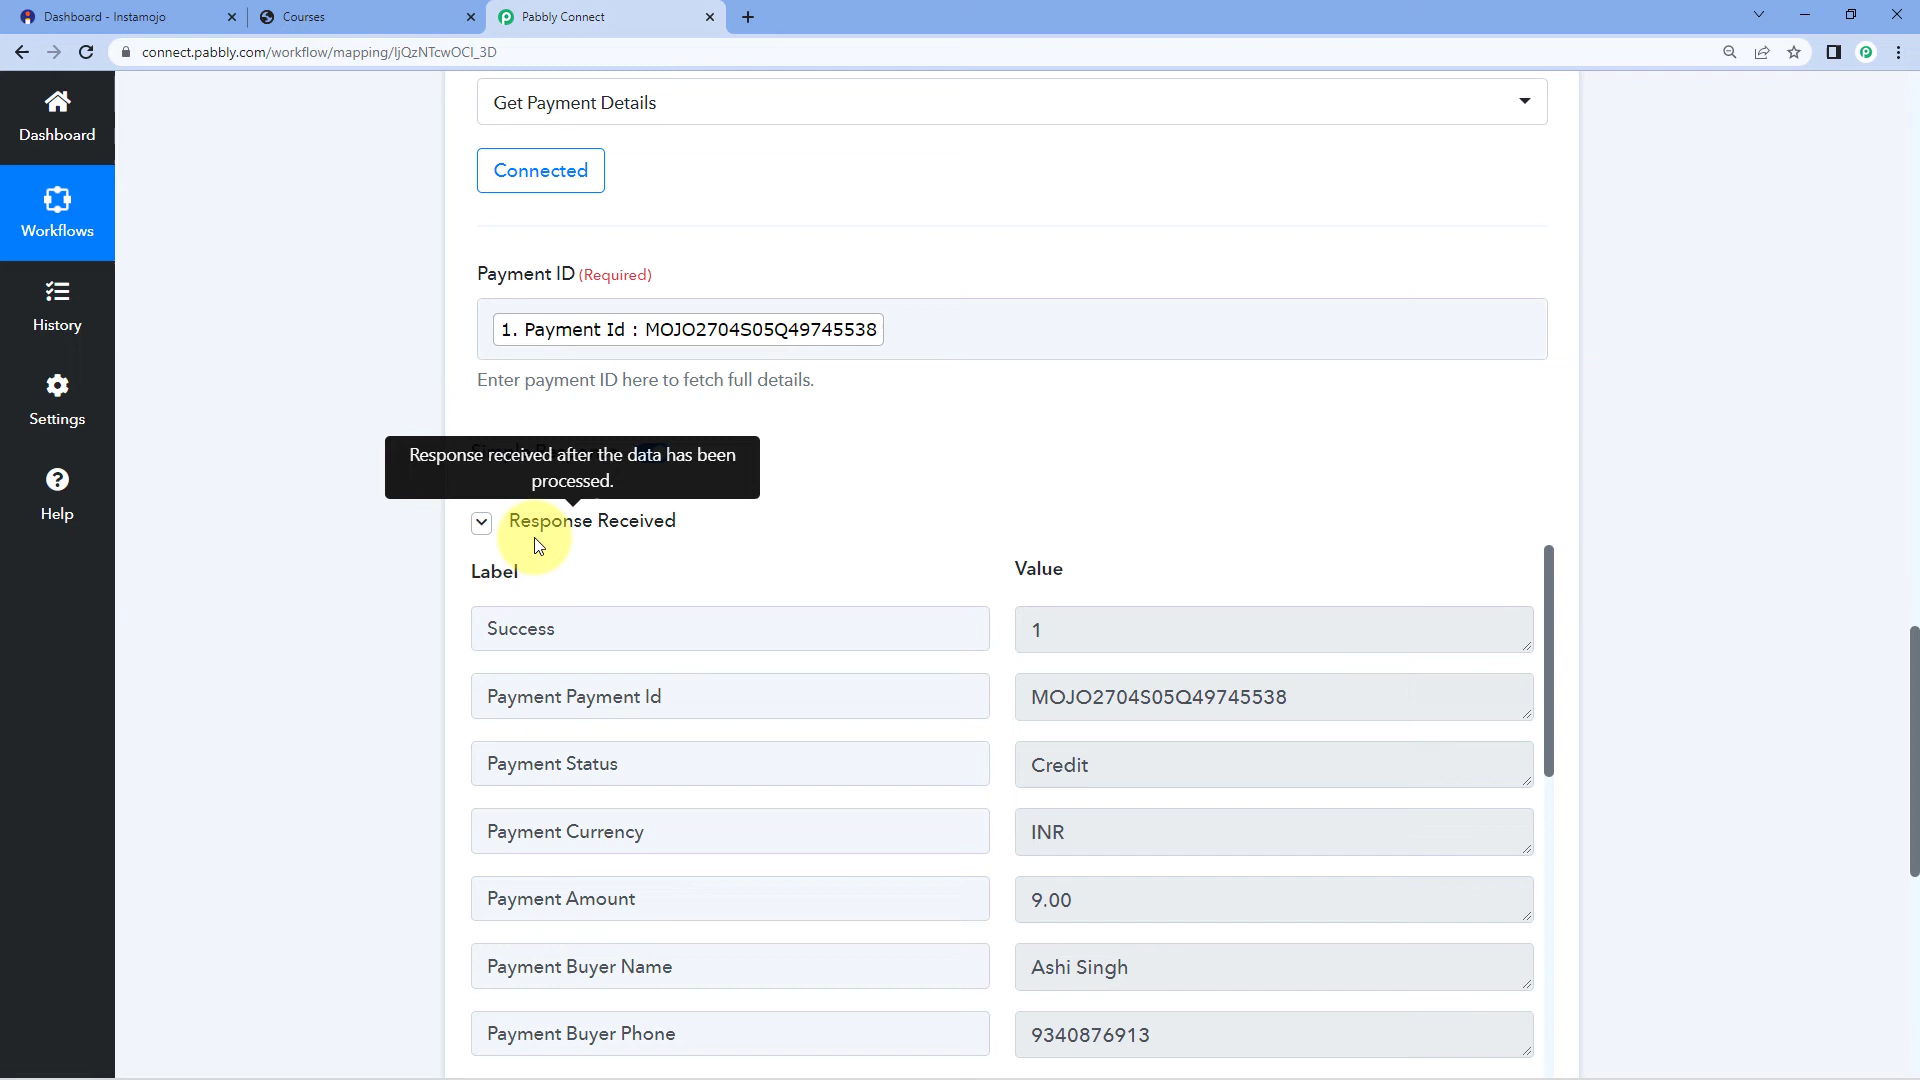 Dashboard - Instamojo
Courses
Pabbly Connect
connect.pabbly.com/workflow/mapping/IjQzNTcwOCI_3D
Dashboard
Workflows
History
Settings
Help
Get Payment Details
Connected
Payment ID (Required)
1. Payment Id : MOJO2704S05Q49745538
Enter payment ID here to fetch full details.
Response received after the data has been
processed.
Response Received
Label
Value
Success
1
Payment Payment Id
MOJO2704S05Q49745538
Payment Status
Credit
Payment Currency
INR
Payment Amount
9.00
Payment Buyer Name
Ashi Singh
Payment Buyer Phone
9340876913